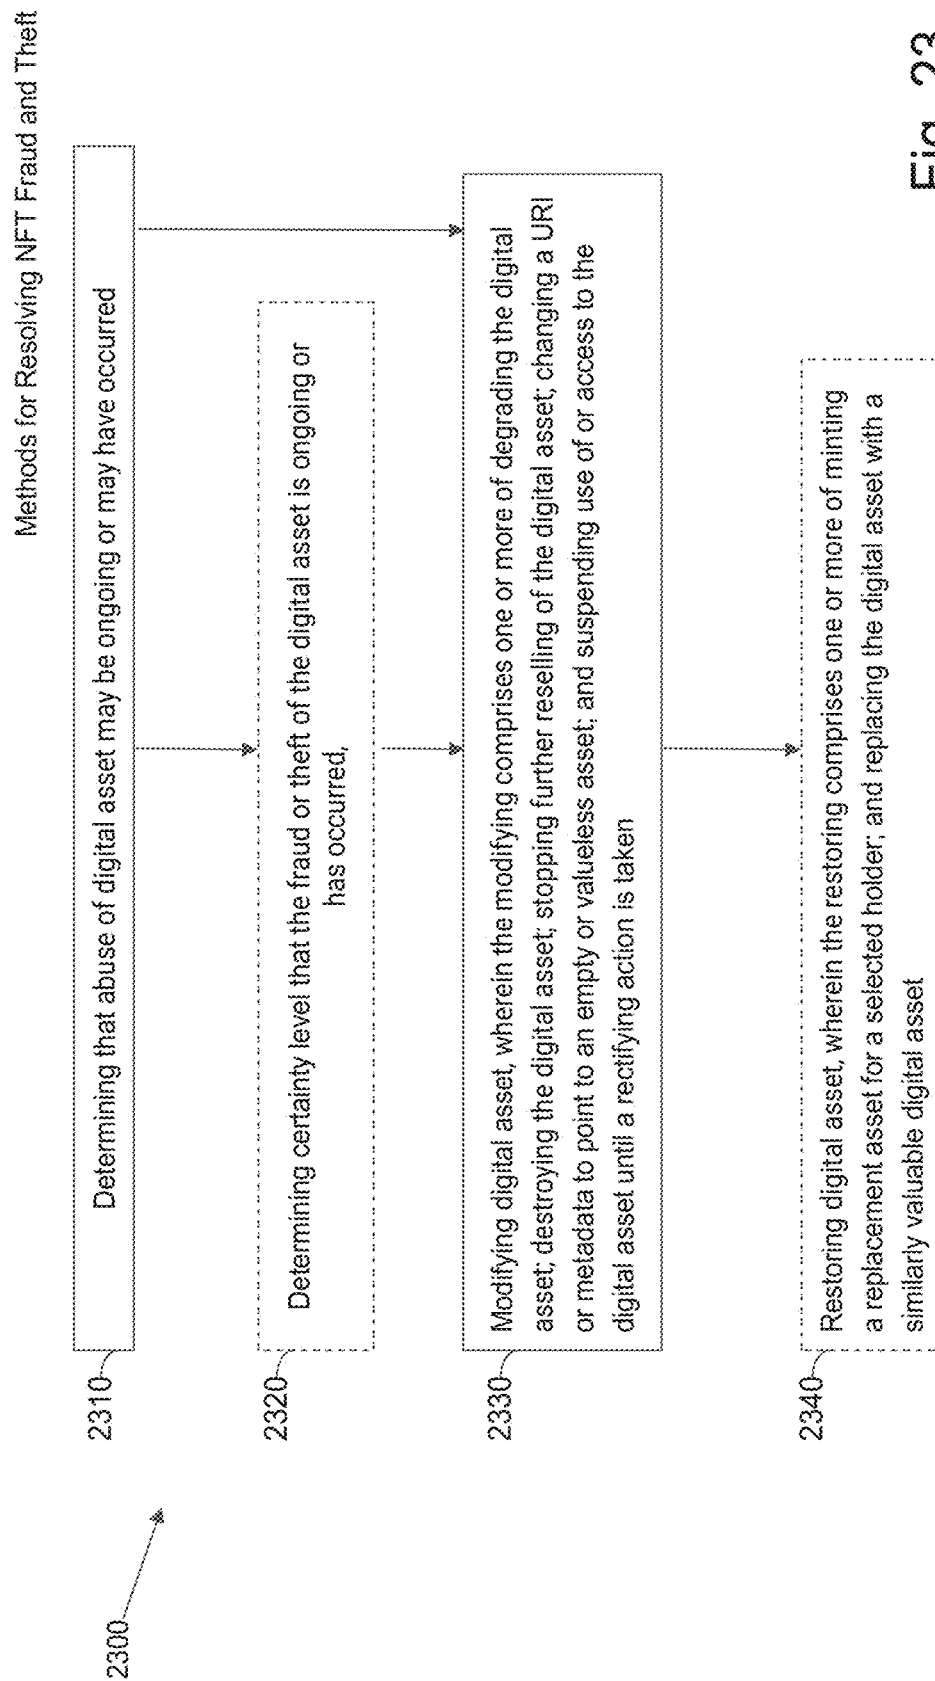 Methods for Resolving NFT Fraud and Theft
2300
2310
Determining that abuse of digital asset may be ongoing or may have occurred
2320
Determining certainty level that the fraud or theft of the digital asset is ongoing or
has occurred,
2330
Modifying digital asset, wherein the modifying comprises one or more of degrading the digital
asset; destroying the digital asset; stopping further reselling of the digital asset; changing a URI
or metadata to point to an empty or valueless asset; and suspending use of or access to the
digital asset until a rectifying action is taken
2340
Restoring digital asset, wherein the restoring comprises one or more of minting
a replacement asset for a selected holder; and replacing the digital asset with a
similarly valuable digital asset
Fig. 23